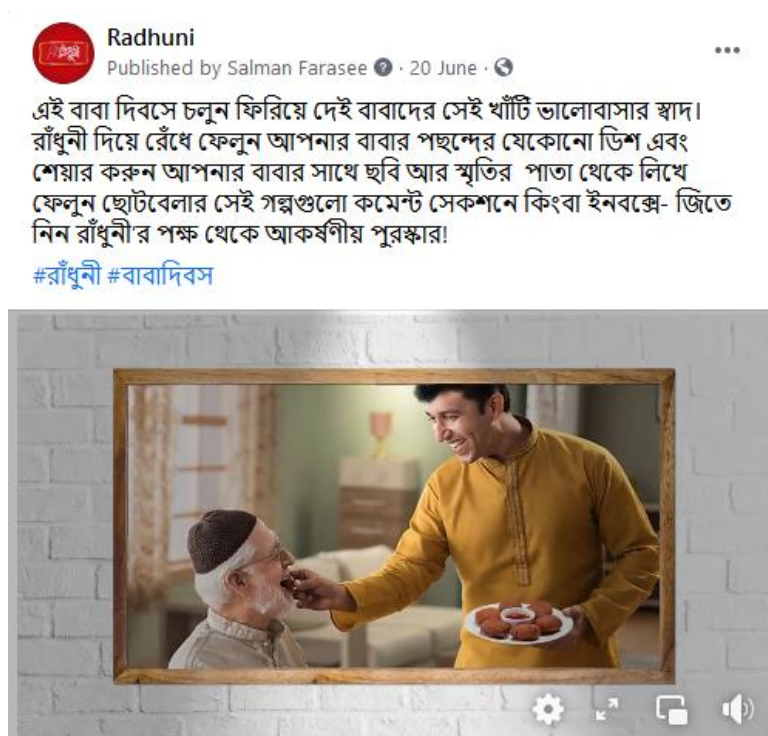 Radhuni
Published by Salman Farasee · 20 June ·
এই বাবা দিবসে চলুন ফিরিয়ে দেই বাবাদের সেই খাঁটি ভালোবাসার স্বাদ।
রাঁধুনী দিয়ে রেঁধে ফেলুন আপনার বাবার পছন্দের যেকোনো ডিশ এবং
শেয়ার করুন আপনার বাবার সাথে ছবি আর স্মৃতির পাতা থেকে লিখে
ফেলুন ছোটবেলার সেই গল্পগুলো কমেন্ট সেকশনে কিংবা ইনবক্সে- জিতে
নিন রাঁধুনী'র পক্ষ থেকে আকর্ষণীয় পুরস্কার!
#রাঁধুনী #বাবাদিবস